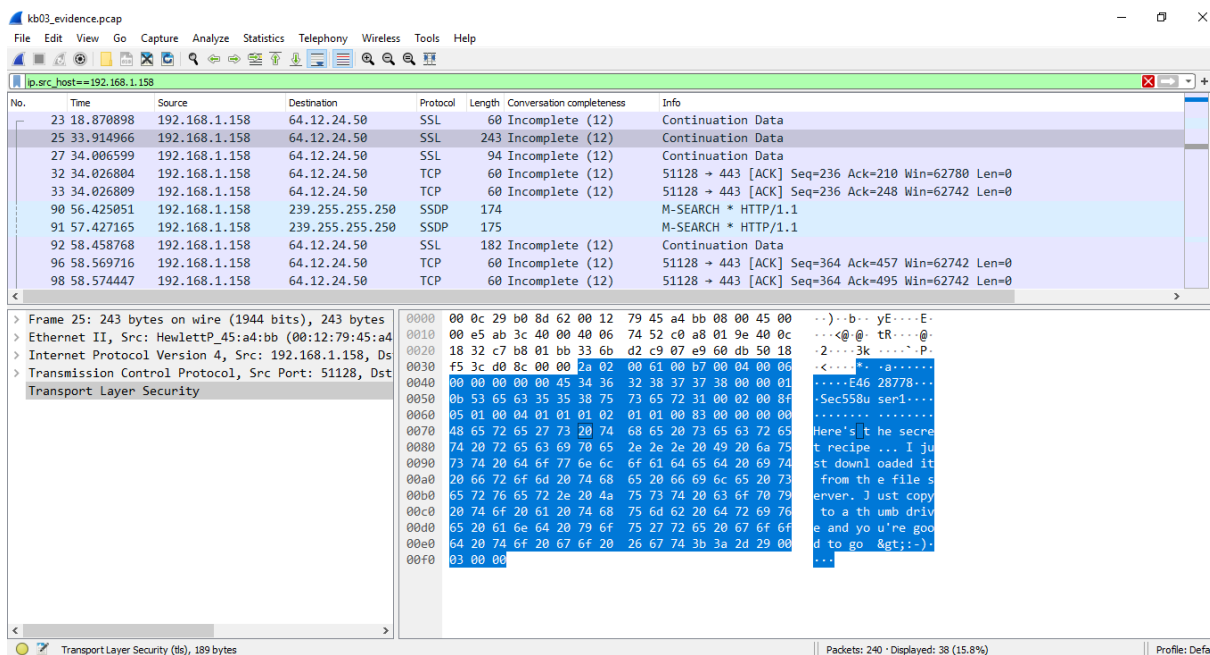 kb03_evidence.pcap
File Edit View Go Capture Analyze Statistics Telephony Wireless Tools Help
ip.src_host==192.168.1.158
No. Time Source Destination Protocol Length Conversation completeness Info
23 18.870898 192.168.1.158 64.12.24.50 SSL 60 Incomplete (12) Continuation Data
25 33.914966 192.168.1.158 64.12.24.50 SSL 243 Incomplete (12) Continuation Data
27 34.006599 192.168.1.158 64.12.24.50 SSL 94 Incomplete (12) Continuation Data
32 34.026804 192.168.1.158 64.12.24.50 TCP 60 Incomplete (12) 51128 → 443 [ACK] Seq=236 Ack=210 Win=62780 Len=0
33 34.026809 192.168.1.158 64.12.24.50 TCP 60 Incomplete (12) 51128 → 443 [ACK] Seq=236 Ack=248 Win=62742 Len=0
90 56.425051 192.168.1.158 239.255.255.250 SSDP 174 M-SEARCH * HTTP/1.1
91 57.427165 192.168.1.158 239.255.255.250 SSDP 175 M-SEARCH * HTTP/1.1
92 58.458768 192.168.1.158 64.12.24.50 SSL 182 Incomplete (12) Continuation Data
96 58.569716 192.168.1.158 64.12.24.50 TCP 60 Incomplete (12) 51128 → 443 [ACK] Seq=364 Ack=457 Win=62742 Len=0
98 58.574447 192.168.1.158 64.12.24.50 TCP 60 Incomplete (12) 51128 → 443 [ACK] Seq=364 Ack=495 Win=62742 Len=0
Frame 25: 243 bytes on wire (1944 bits), 243 bytes
Ethernet II, Src: HewlettP_45:a4:bb (00:12:79:45:a4
Internet Protocol Version 4, Src: 192.168.1.158, Ds
Transmission Control Protocol, Src Port: 51128, Dst
Transport Layer Security
0000 00 0c 29 b0 8d 62 00 12 79 45 a4 bb 08 00 45 00 ··)··b·· yE····E·
0010 00 e5 ab 3c 40 00 40 06 74 52 c0 a8 01 9e 40 0c ···<@·@· tR····@·
0020 18 32 c7 b8 01 bb 33 6b d2 c9 07 e9 60 db 50 18 ·2····3k ····`·P·
0030 f5 3c d0 8c 00 00 2a 02 00 61 00 b7 00 04 00 06 ·<····*· ·a······
0040 00 00 00 00 00 45 34 36 32 38 37 37 38 00 00 01 ·····E46 28778···
0050 0b 53 65 63 35 35 38 75 73 65 72 31 00 02 00 8f ·Sec558u ser1····
0060 05 01 00 04 01 01 01 02 01 01 00 83 00 00 00 00 ········ ········
0070 48 65 72 65 27 73 20 74 68 65 20 73 65 63 72 65 Here's t he secre
0080 74 20 72 65 63 69 70 65 2e 2e 2e 20 49 20 6a 75 t recipe ... I ju
0090 73 74 20 64 6f 77 6e 6c 6f 61 64 65 64 20 69 74 st downl oaded it
00a0 20 66 72 6f 6d 20 74 68 65 20 66 69 6c 65 20 73 from th e file s
00b0 65 72 76 65 72 2e 20 4a 75 73 74 20 63 6f 70 79 erver. J ust copy
00c0 20 74 6f 20 61 20 74 68 75 6d 62 20 64 72 69 76 to a th umb driv
00d0 65 20 61 6e 64 20 79 6f 75 27 72 65 20 67 6f 6f e and yo u're goo
00e0 64 20 74 6f 20 67 6f 20 26 67 74 3b 3a 2d 29 00 d to go &gt;:-)·
00f0 03 00 00 ···
Transport Layer Security (tls), 189 bytes Packets: 240 · Displayed: 38 (15.8%) Profile: Defa